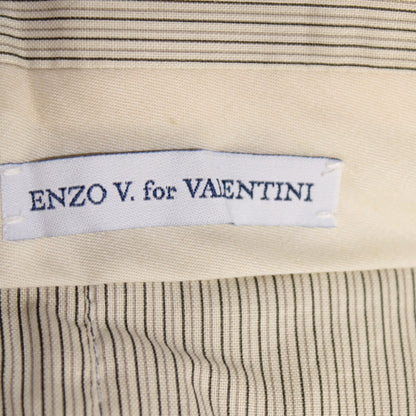 ENZO V. for VALENTINI